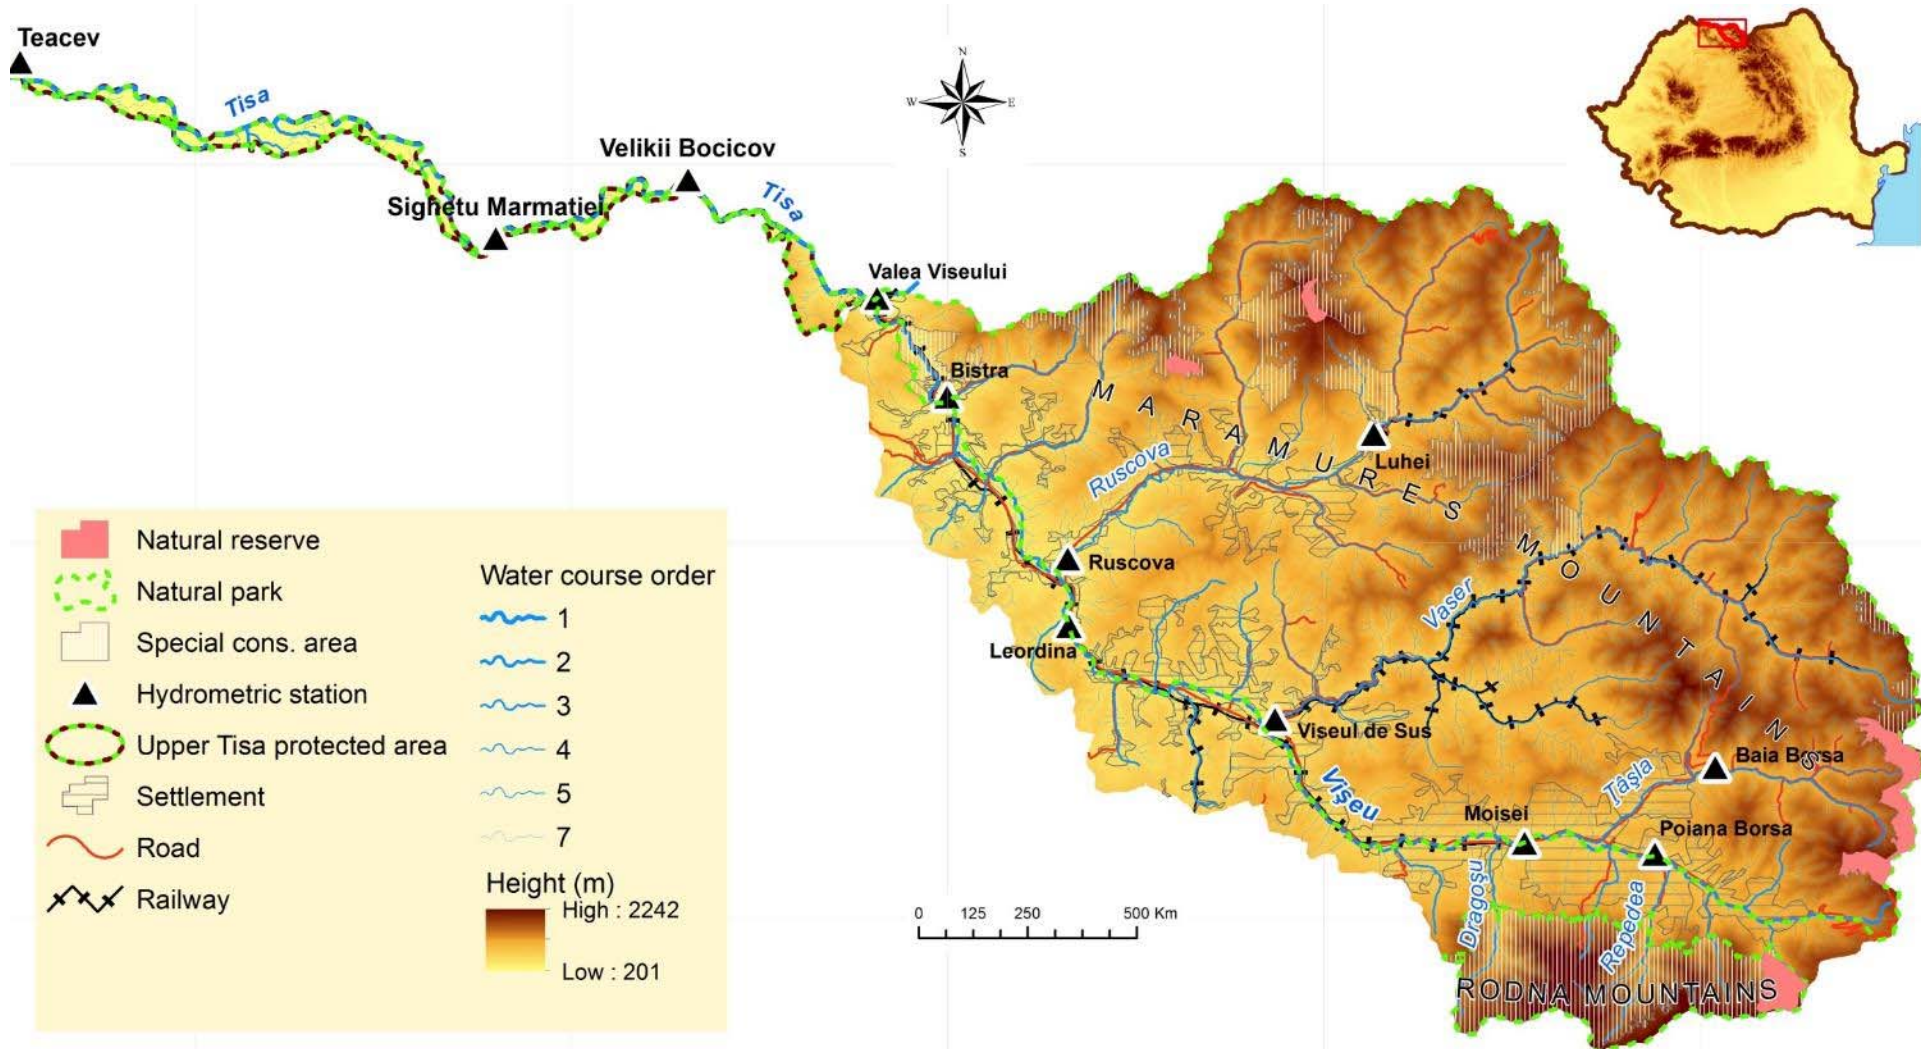 Teacev
Tisa
Velikii Bocicov
Sighetu Marmatiei
Tisa
N
W
E
S
Valea Viseului
Bistra
MARAMURES
Ruscova
Luhei
Ruscova
MOUNTAINS
Vaser
Leordina
Viseul de Sus
Baia Borsa
Ţâşla
Vişeu
Moisei
Poiana Borsa
Dragoşu
Repedea
RODNA MOUNTAINS
0 125 250 500 Km
Natural reserve
Natural park
Special cons. area
Hydrometric station
Upper Tisa protected area
Settlement
Road
Railway
Water course order
1
2
3
4
5
7
Height (m)
High : 2242
Low : 201